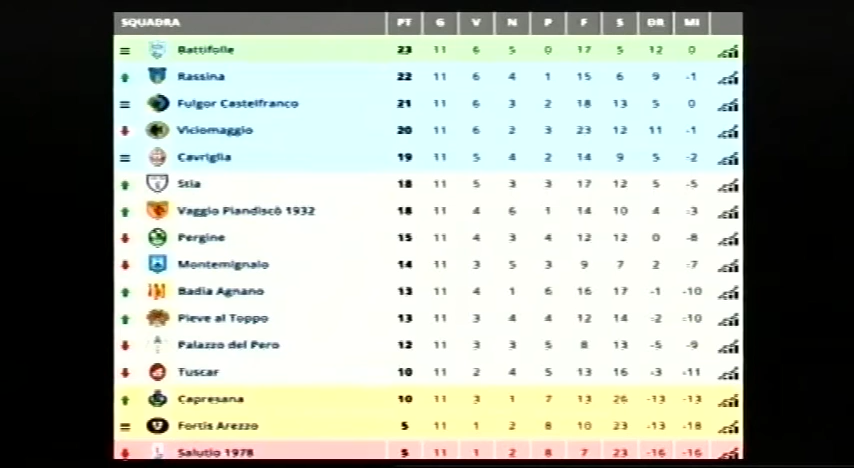 SQUADRA PT G V N P F S DR MI
= Battifolle 23 11 6 5 0 17 5 12 0
Rassina 22 11 6 4 1 15 6 9 -1
= Fulgor Castelfranco 21 11 6 3 2 18 13 5 0
Viciomaggio 20 11 6 2 3 23 12 11 -1
= Cavriglia 19 11 5 4 2 14 9 5 -2
Stia 18 11 5 3 3 17 12 5 -5
Vaggio Piandiscò 1932 18 11 4 6 1 14 10 4 -3
Pergine 15 11 4 3 4 12 12 0 -8
Montemignaio 14 11 3 5 3 9 7 2 -7
Badia Agnano 13 11 4 1 6 16 17 -1 -10
Pieve al Toppo 13 11 3 4 4 12 14 -2 -10
Palazzo del Pero 12 11 3 3 5 8 13 -5 -9
Tuscar 10 11 2 4 5 13 16 -3 -11
Capresana 10 11 3 1 7 13 26 -13 -13
= Fortis Arezzo 5 11 1 2 8 10 23 -13 -18
Salutio 1978 5 11 1 2 8 7 23 -16 -16